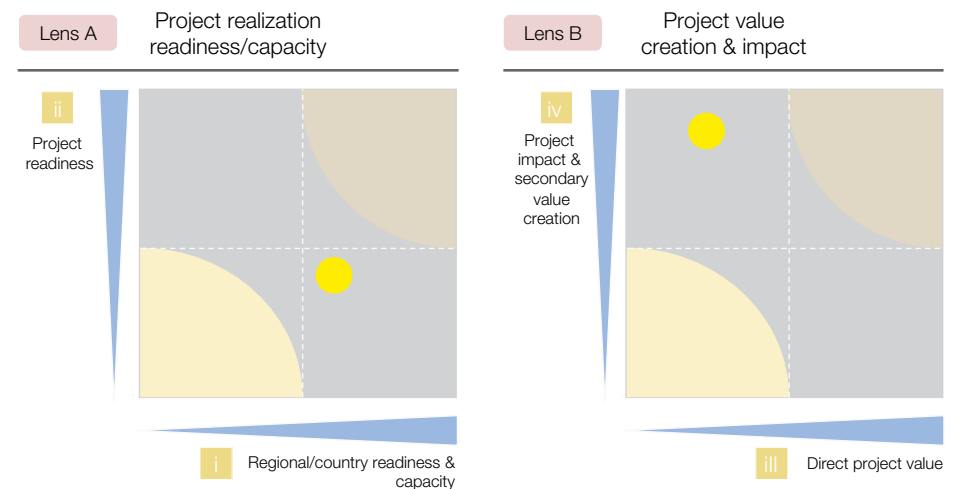 Lens A
Project realization
readiness/capacity
ii
Project
readiness
i
Regional/country readiness &
capacity
Lens B
Project value
creation & impact
iv
Project
impact &
secondary
value
creation
ill
Direct project value